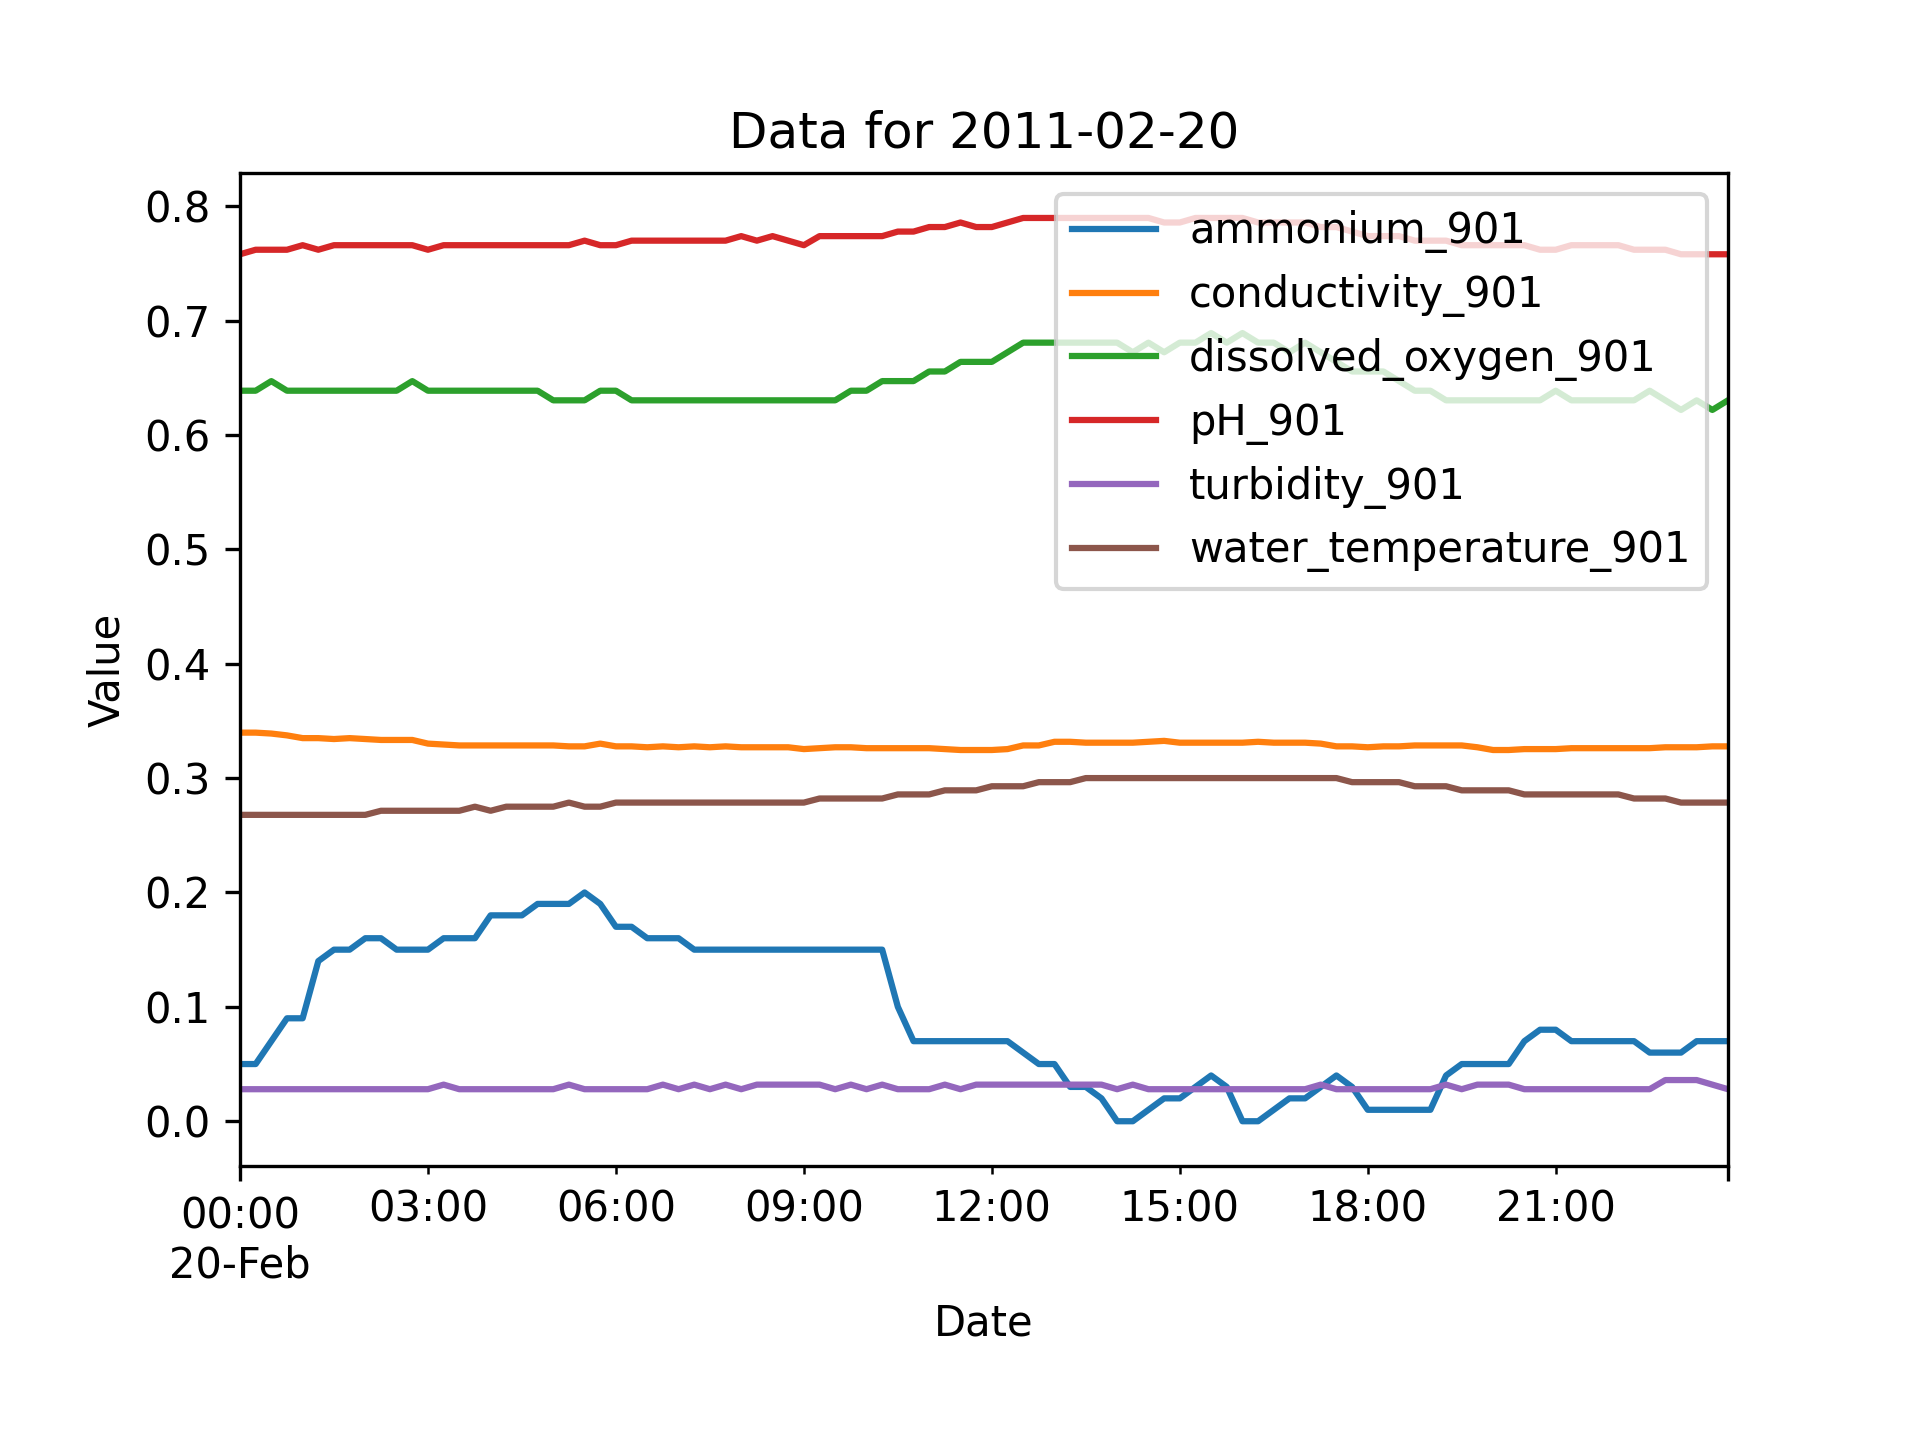 Data for 2011-02-20
0.8
0.7
0.6
0.5
0.4
0.3
0.2
0.1
0.0
Value
ammonium_901
conductivity_901
dissolved_oxygen_901
pH_901
turbidity_901
water_temperature_901
00:00 03:00 06:00 09:00 12:00 15:00 18:00 21:00
20-Feb
Date